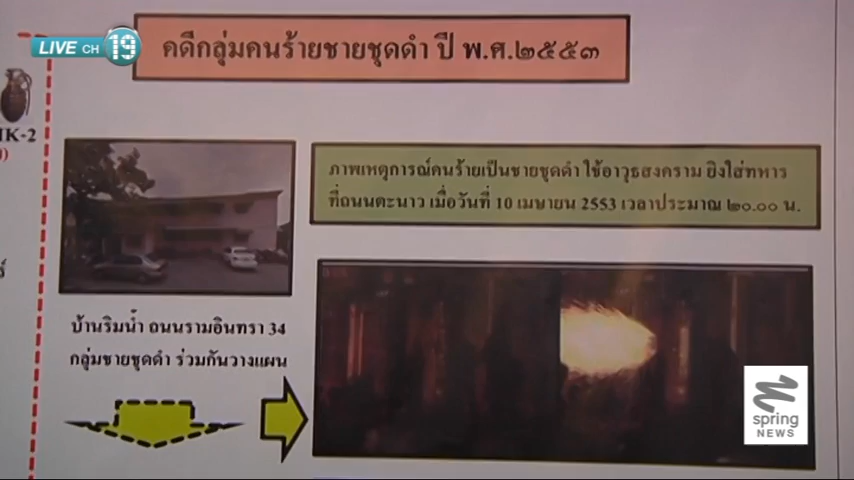 LIVE CH 19
คดีกลุ่มคนร้ายชายชุดดำ ปี พ.ศ.๒๕๕๓
MK-2
ภาพเหตุการณ์คนร้ายเป็นชายชุดดำ ใช้อาวุธสงคราม ยิงใส่ทหาร
ที่ถนนตะนาว เมื่อวันที่ 10 เมษายน 2553 เวลาประมาณ ๒๐.๐๐ น.
บ้านริมน้ำ ถนนรามอินทรา 34
กลุ่มชายชุดดำ ร่วมกันวางแผน
spring
NEWS